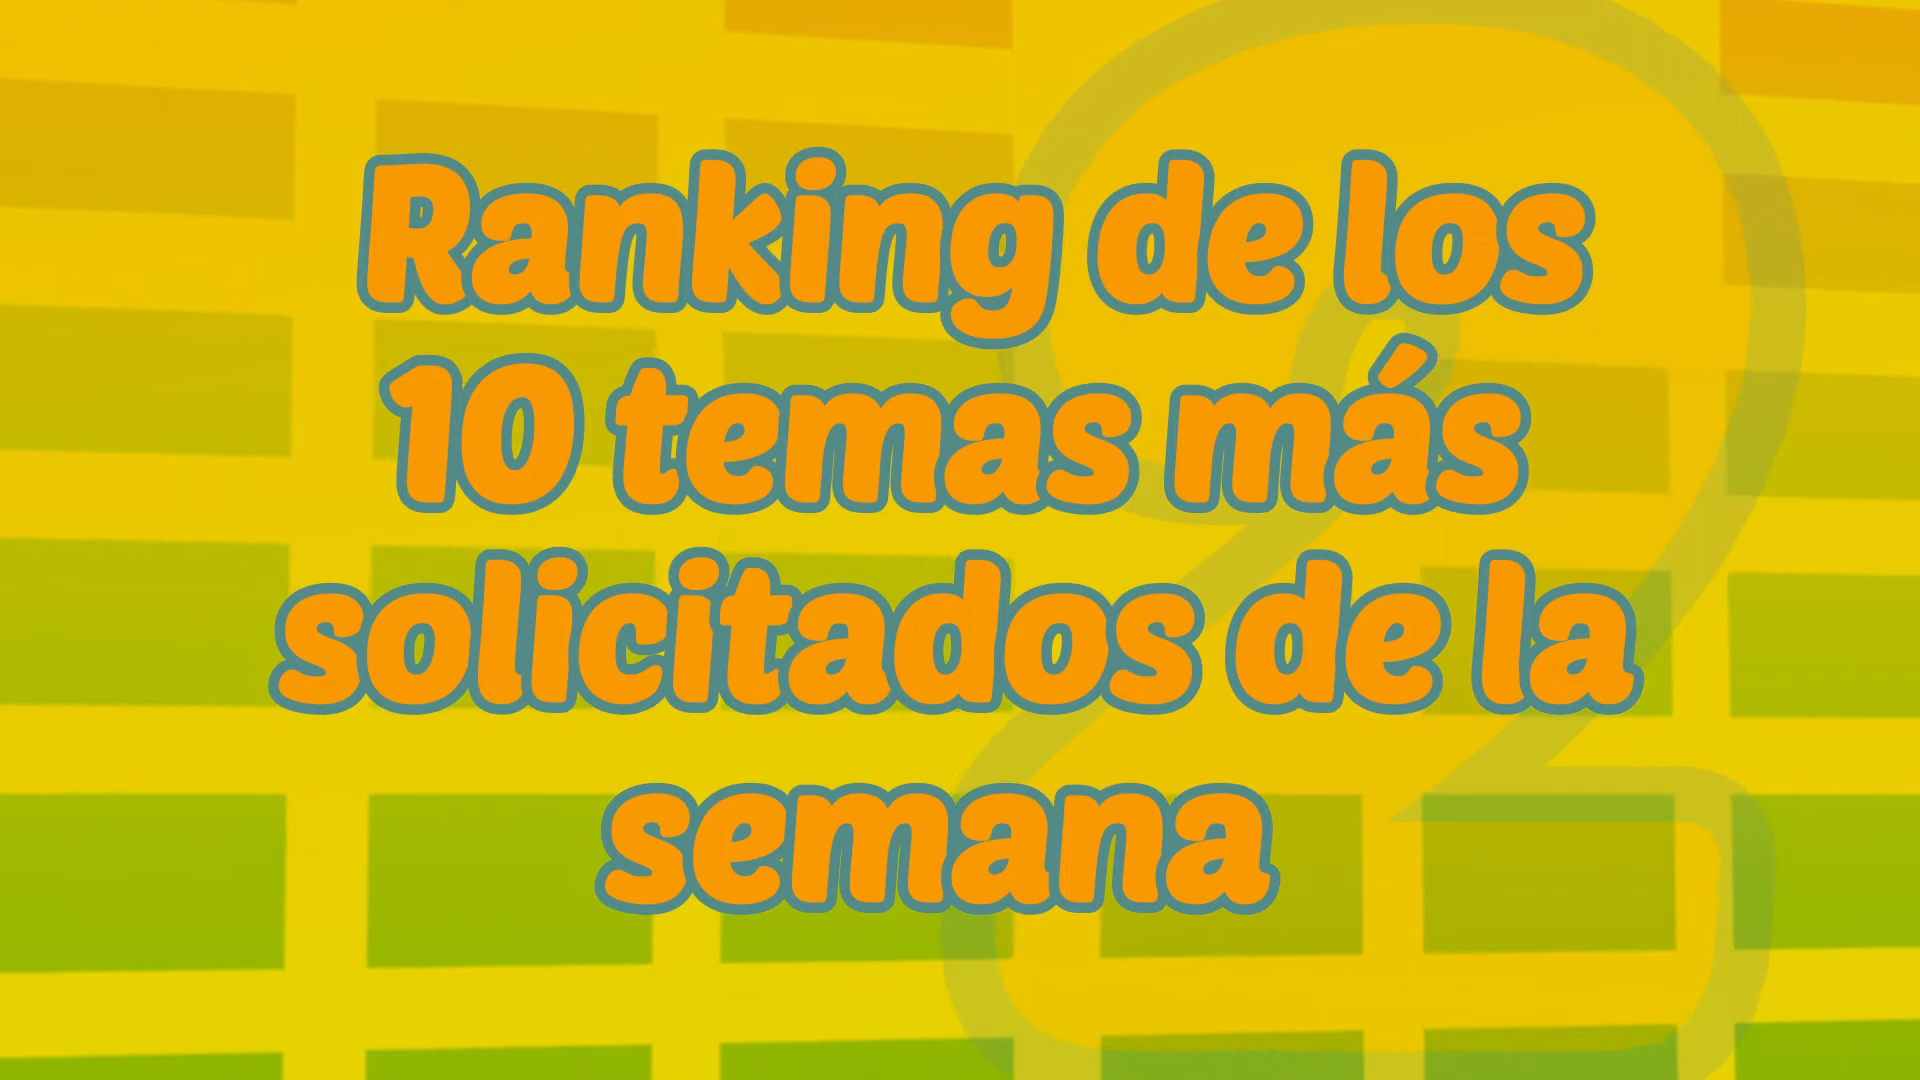 Ranking de los
10 temas más
solicitados de la
semana